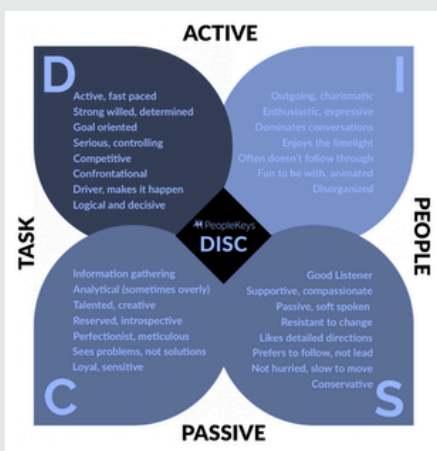 ACTIVE
D
Active, fast paced
Strong willed, determined
Goal oriented
Serious, controlling
Competitive
Confrontational
Driver, makes it happen
Logical and decisive
I
Outgoing, charismatic
Enthusiastic, expressive
Dominates conversations
Enjoys the limelight
Often doesn't follow through
Fun to be with, animated
Disorganized
TASK
PeopleKeys
DISC
PEOPLE
Information gathering
Analytical (sometimes overly)
Talented, creative
Reserved, introspective
Perfectionist, meticulous
Sees problems, not solutions
Loyal, sensitive
C
Good Listener
Supportive, compassionate
Passive, soft spoken
Resistant to change
Likes detailed directions
Prefers to follow, not lead
Not hurried, slow to move
Conservative
S
PASSIVE